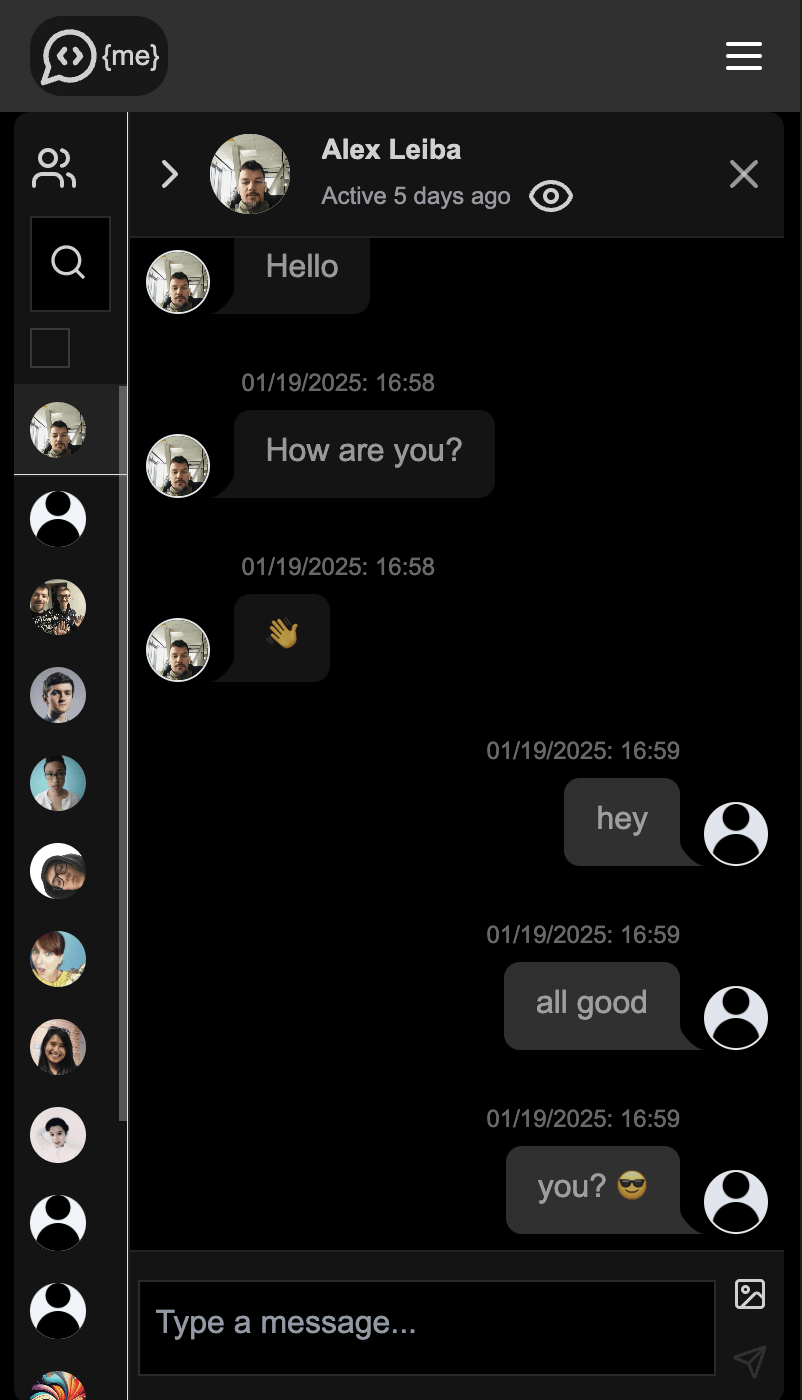 {me}
Alex Leiba
Active 5 days ago
Hello
01/19/2025: 16:58
How are you?
01/19/2025: 16:58
👋
01/19/2025: 16:59
hey
01/19/2025: 16:59
all good
01/19/2025: 16:59
you? 😎
Type a message...